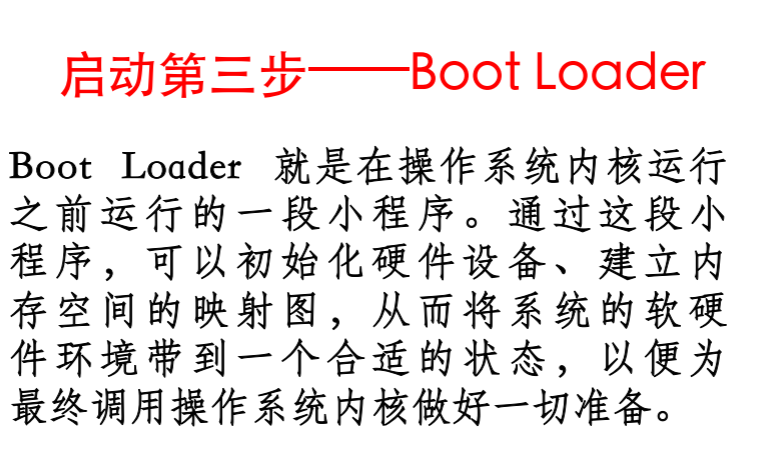 启动第三步——Boot Loader
Boot Loader 就是在操作系统内核运行
之前运行的一段小程序。通过这段小
程序，可以初始化硬件设备、建立内
存空间的映射图，从而将系统的软硬
件环境带到一个合适的状态，以便为
最终调用操作系统内核做好一切准备。